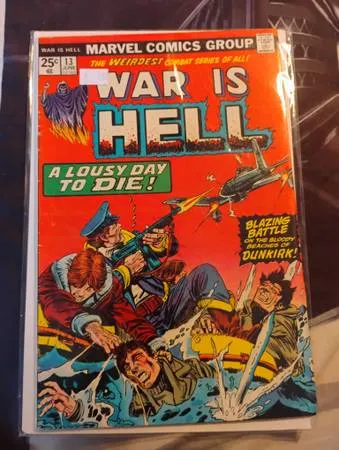 WAR IS HELL
MARVEL COMICS GROUP
25¢
13
JUNE
THE WEIRDEST COMBAT SERIES OF ALL!
WAR IS
HELL
A LOUSY DAY
TO DIE!
BLAZING
BATTLE
ON THE BLOODY
BEACHES OF
DUNKIRK!